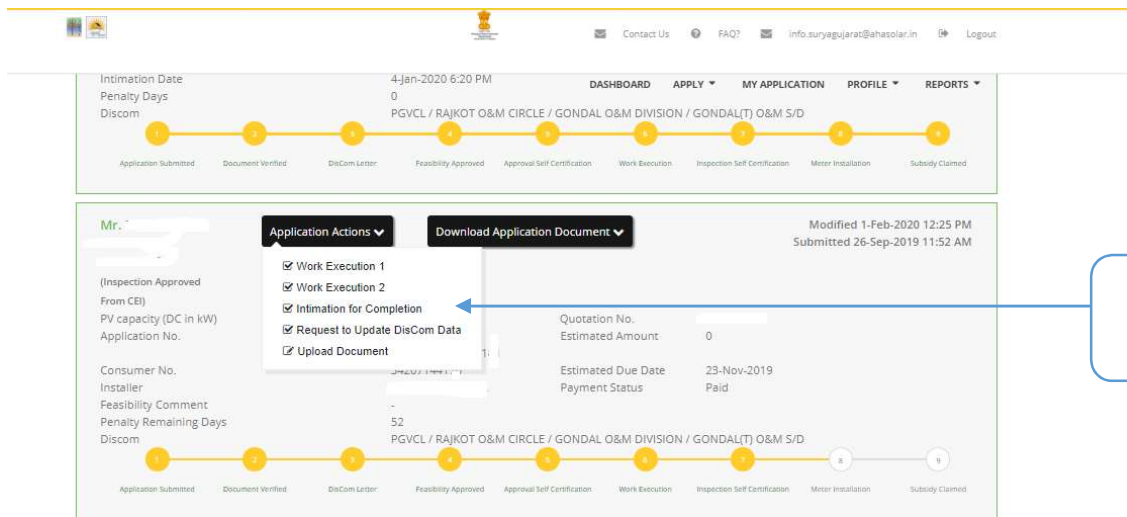 Contact Us FAQ? info.suryagujarat@ahasolar.in Logout
DASHBOARD APPLY MY APPLICATION PROFILE REPORTS
Intimation Date 4-Jan-2020 6:20 PM
Penalty Days 0
Discom PGVCL / RAJKOT O&M CIRCLE / GONDAL O&M DIVISION / GONDAL(T) O&M S/D
1 2 3 4 5 6 7 8 9
Application Submitted Document Verified DisCom Letter Feasibility Approved Approval Self Certification Work Execution Inspection Self Certification Meter Installation Subsidy Claimed
Mr. Application Actions Download Application Document Modified 1-Feb-2020 12:25 PM
Submitted 26-Sep-2019 11:52 AM
Work Execution 1
Work Execution 2
Intimation for Completion
Request to Update DisCom Data
Upload Document
(Inspection Approved
From CEI)
PV capacity (DC in kW) Quotation No.
Application No. Estimated Amount 0
Consumer No. Estimated Due Date 23-Nov-2019
Installer Payment Status Paid
Feasibility Comment -
Penalty Remaining Days 52
Discom PGVCL / RAJKOT O&M CIRCLE / GONDAL O&M DIVISION / GONDAL(T) O&M S/D
1 2 3 4 5 6 7 8 9
Application Submitted Document Verified DisCom Letter Feasibility Approved Approval Self Certification Work Execution Inspection Self Certification Meter Installation Subsidy Claimed